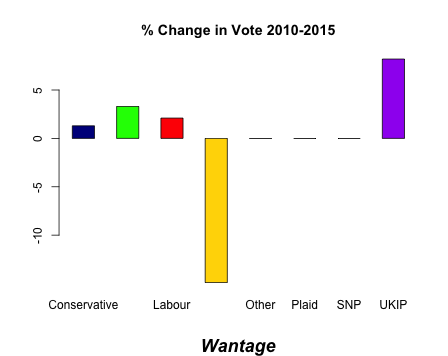 % Change in Vote 2010-2015
5
0
-5
-10
Conservative Labour Other Plaid SNP UKIP
Wantage